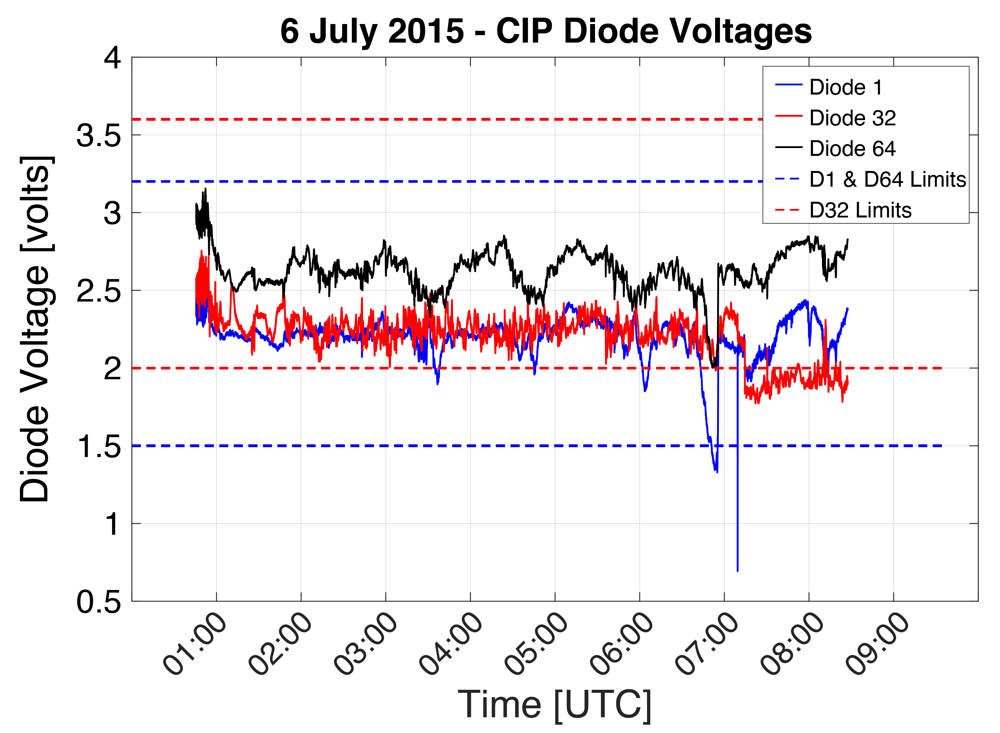 6 July 2015 - CIP Diode Voltages
Diode Voltage [volts]
4
3.5
3
2.5
2
1.5
1
0.5
Diode 1
Diode 32
Diode 64
D1 & D64 Limits
D32 Limits
01:00
02:00
03:00
04:00
05:00
06:00
07:00
08:00
09:00
Time [UTC]